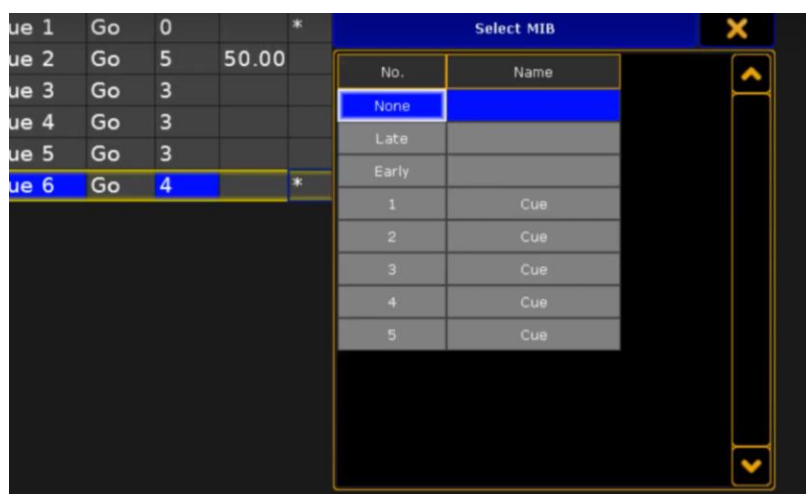 ue 1 Go 0 *
ue 2 Go 5 50.00
ue 3 Go 3
ue 4 Go 3
ue 5 Go 3
ue 6 Go 4 *
Select MIB X
No. Name
None
Late
Early
1 Cue
2 Cue
3 Cue
4 Cue
5 Cue